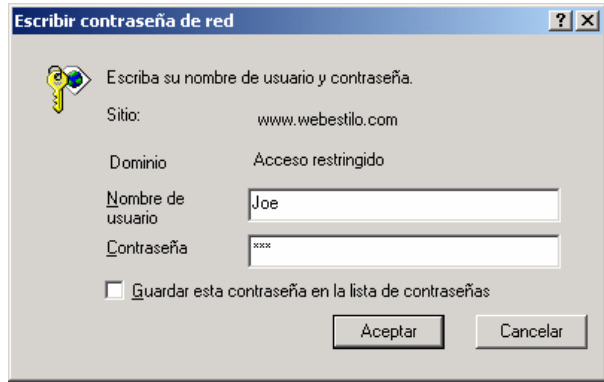 Escribir contraseña de red
Escriba su nombre de usuario y contraseña.
Sitio: www.webestilo.com
Dominio Acceso restringido
Nombre de usuario Joe
Contraseña ***
Guardar esta contraseña en la lista de contraseñas
Aceptar Cancelar